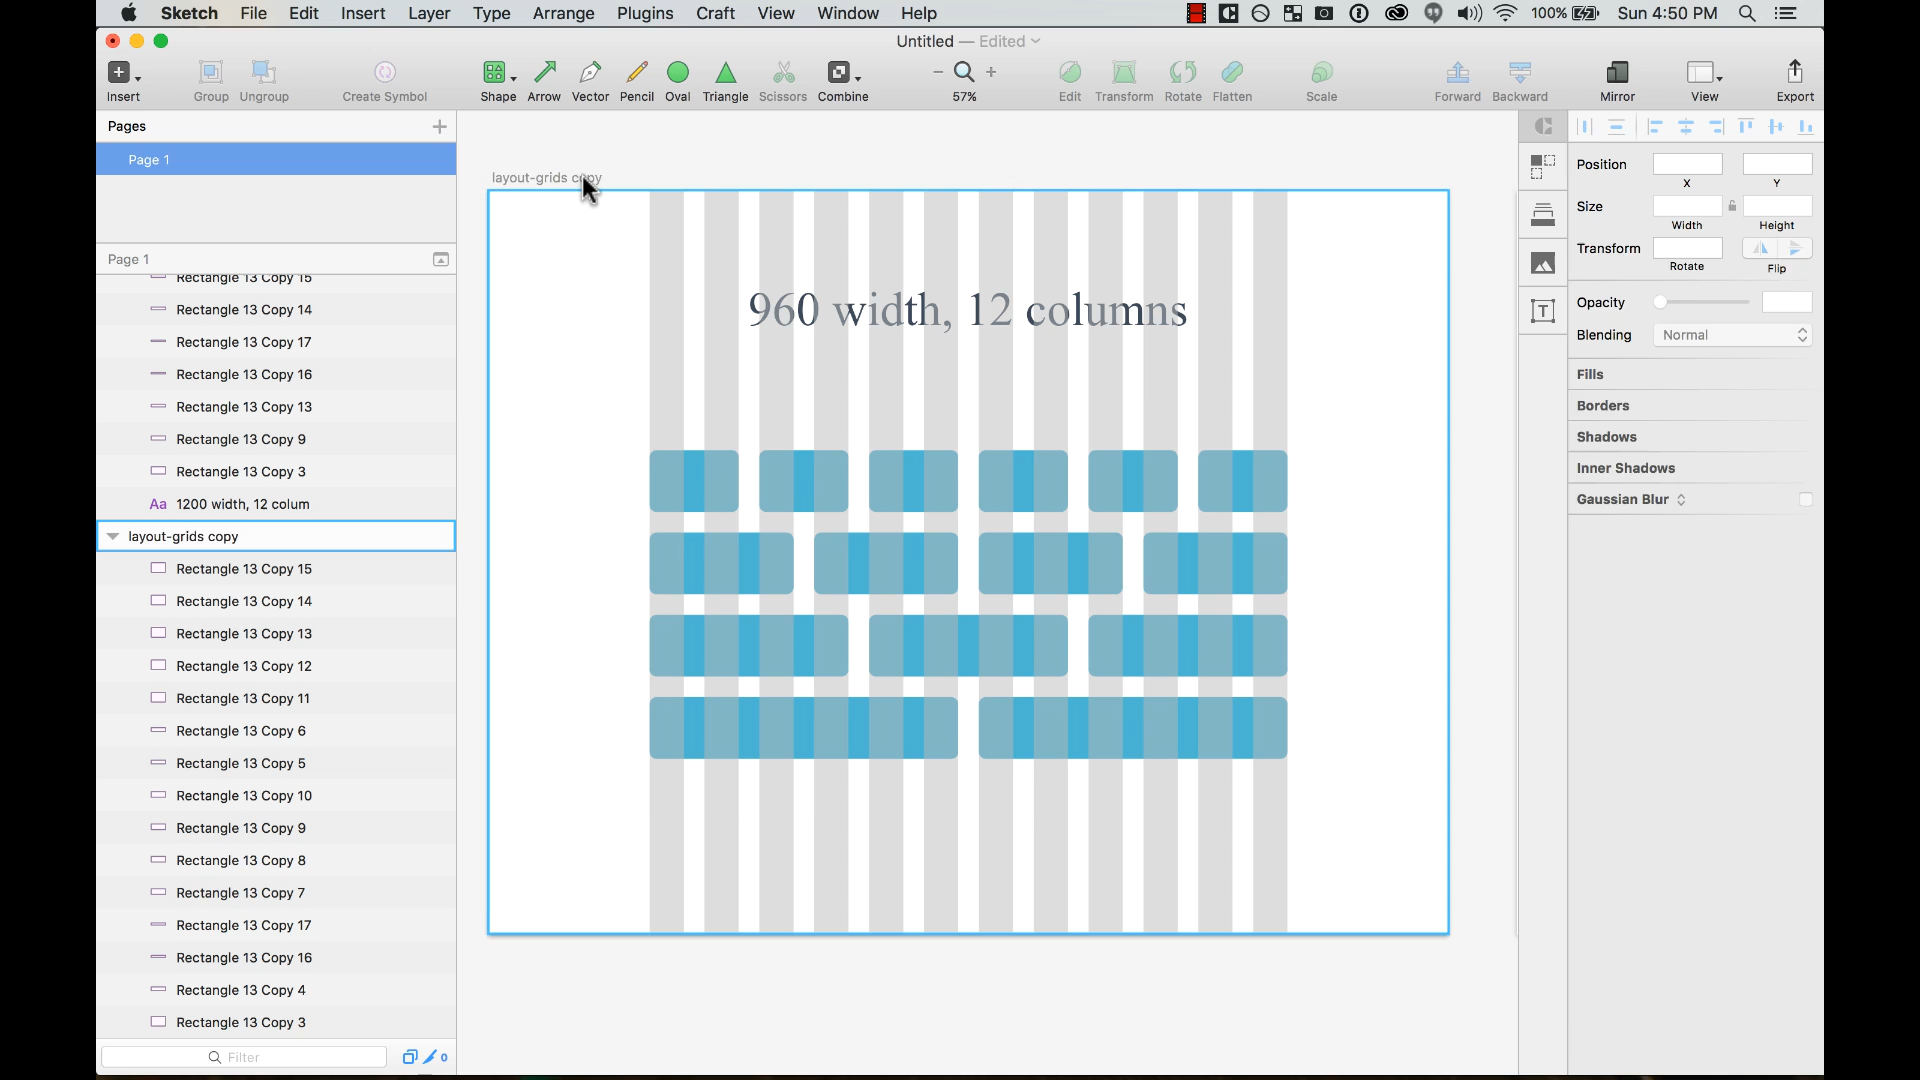 Sketch File Edit Insert Layer Type Arrange Plugins Craft View Window Help 100% Sun 4:50 PM
Untitled — Edited
Insert Group Ungroup Create Symbol Shape Arrow Vector Pencil Oval Triangle Scissors Combine 57% Edit Transform Rotate Flatten Scale Forward Backward Mirror View Export
Pages
Page 1
Page 1
Rectangle 13 Copy 15
Rectangle 13 Copy 14
Rectangle 13 Copy 17
Rectangle 13 Copy 16
Rectangle 13 Copy 13
Rectangle 13 Copy 9
Rectangle 13 Copy 3
Aa 1200 width, 12 colum
layout-grids copy
Rectangle 13 Copy 15
Rectangle 13 Copy 14
Rectangle 13 Copy 13
Rectangle 13 Copy 12
Rectangle 13 Copy 11
Rectangle 13 Copy 6
Rectangle 13 Copy 5
Rectangle 13 Copy 10
Rectangle 13 Copy 9
Rectangle 13 Copy 8
Rectangle 13 Copy 7
Rectangle 13 Copy 17
Rectangle 13 Copy 16
Rectangle 13 Copy 4
Rectangle 13 Copy 3
Filter
0
layout-grids copy
960 width, 12 columns
T
Position
X Y
Size
Width Height
Transform
Rotate Flip
Opacity
Blending Normal
Fills
Borders
Shadows
Inner Shadows
Gaussian Blur